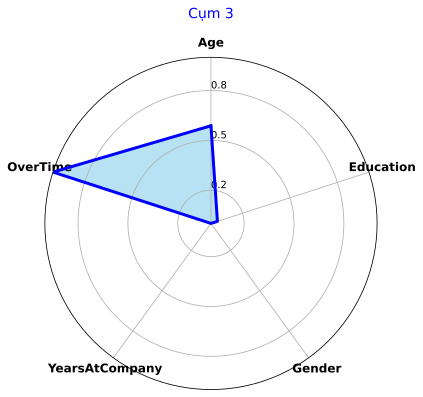 Cụm 3
Age
0.8
0.5
0.2
OverTime
Education
YearsAtCompany
Gender